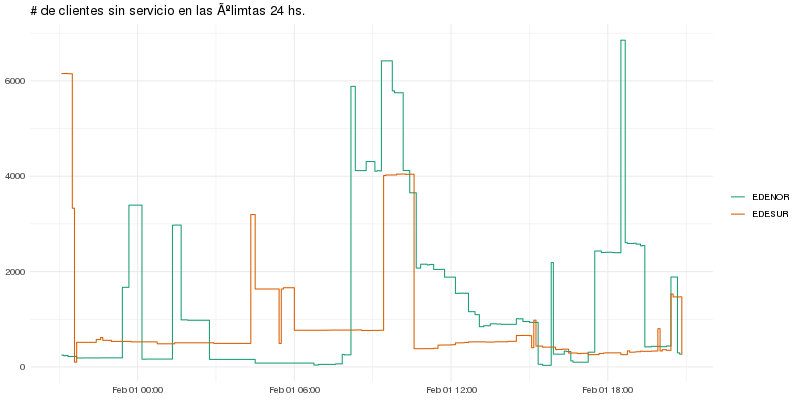 # de clientes sin servicio en las Ãºlimtas 24 hs.
6000
4000
2000
0
Feb 01 00:00
Feb 01 06:00
Feb 01 12:00
Feb 01 18:00
EDENOR
EDESUR